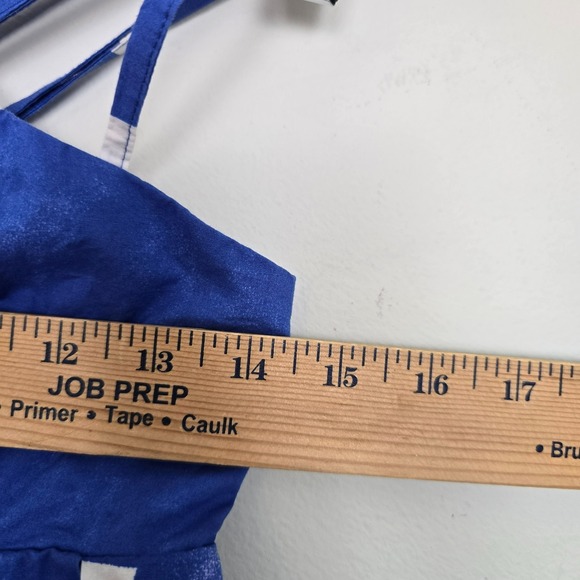 12 13 14 15 16 17
JOB PREP
Primer • Tape • Caulk
• Bru